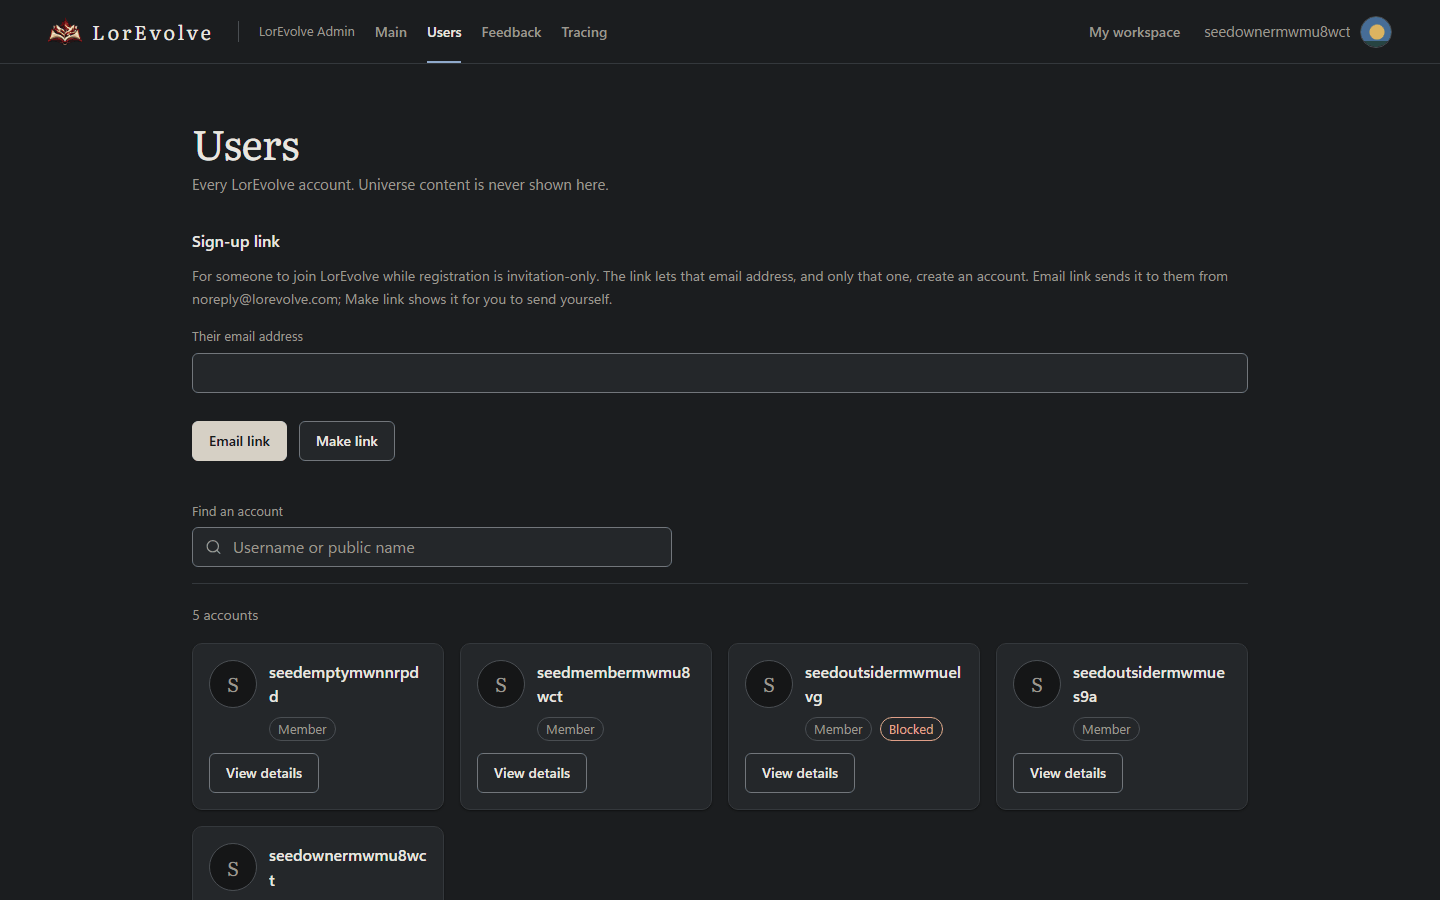 LorEvolve
LorEvolve Admin
Main
Users
Feedback
Tracing
My workspace
seedownermwmu8wct
Users
Every LorEvolve account. Universe content is never shown here.
Sign-up link
For someone to join LorEvolve while registration is invitation-only. The link lets that email address, and only that one, create an account. Email link sends it to them from
noreply@lorevolve.com; Make link shows it for you to send yourself.
Their email address
Email link
Make link
Find an account
Username or public name
5 accounts
S
seedemptymwnnrpd
d
Member
View details
S
seedmembermwmu8
wct
Member
View details
S
seedoutsidermwmuel
vg
Member
Blocked
View details
S
seedoutsidermwmue
s9a
Member
View details
S
seedownermwmu8wc
t